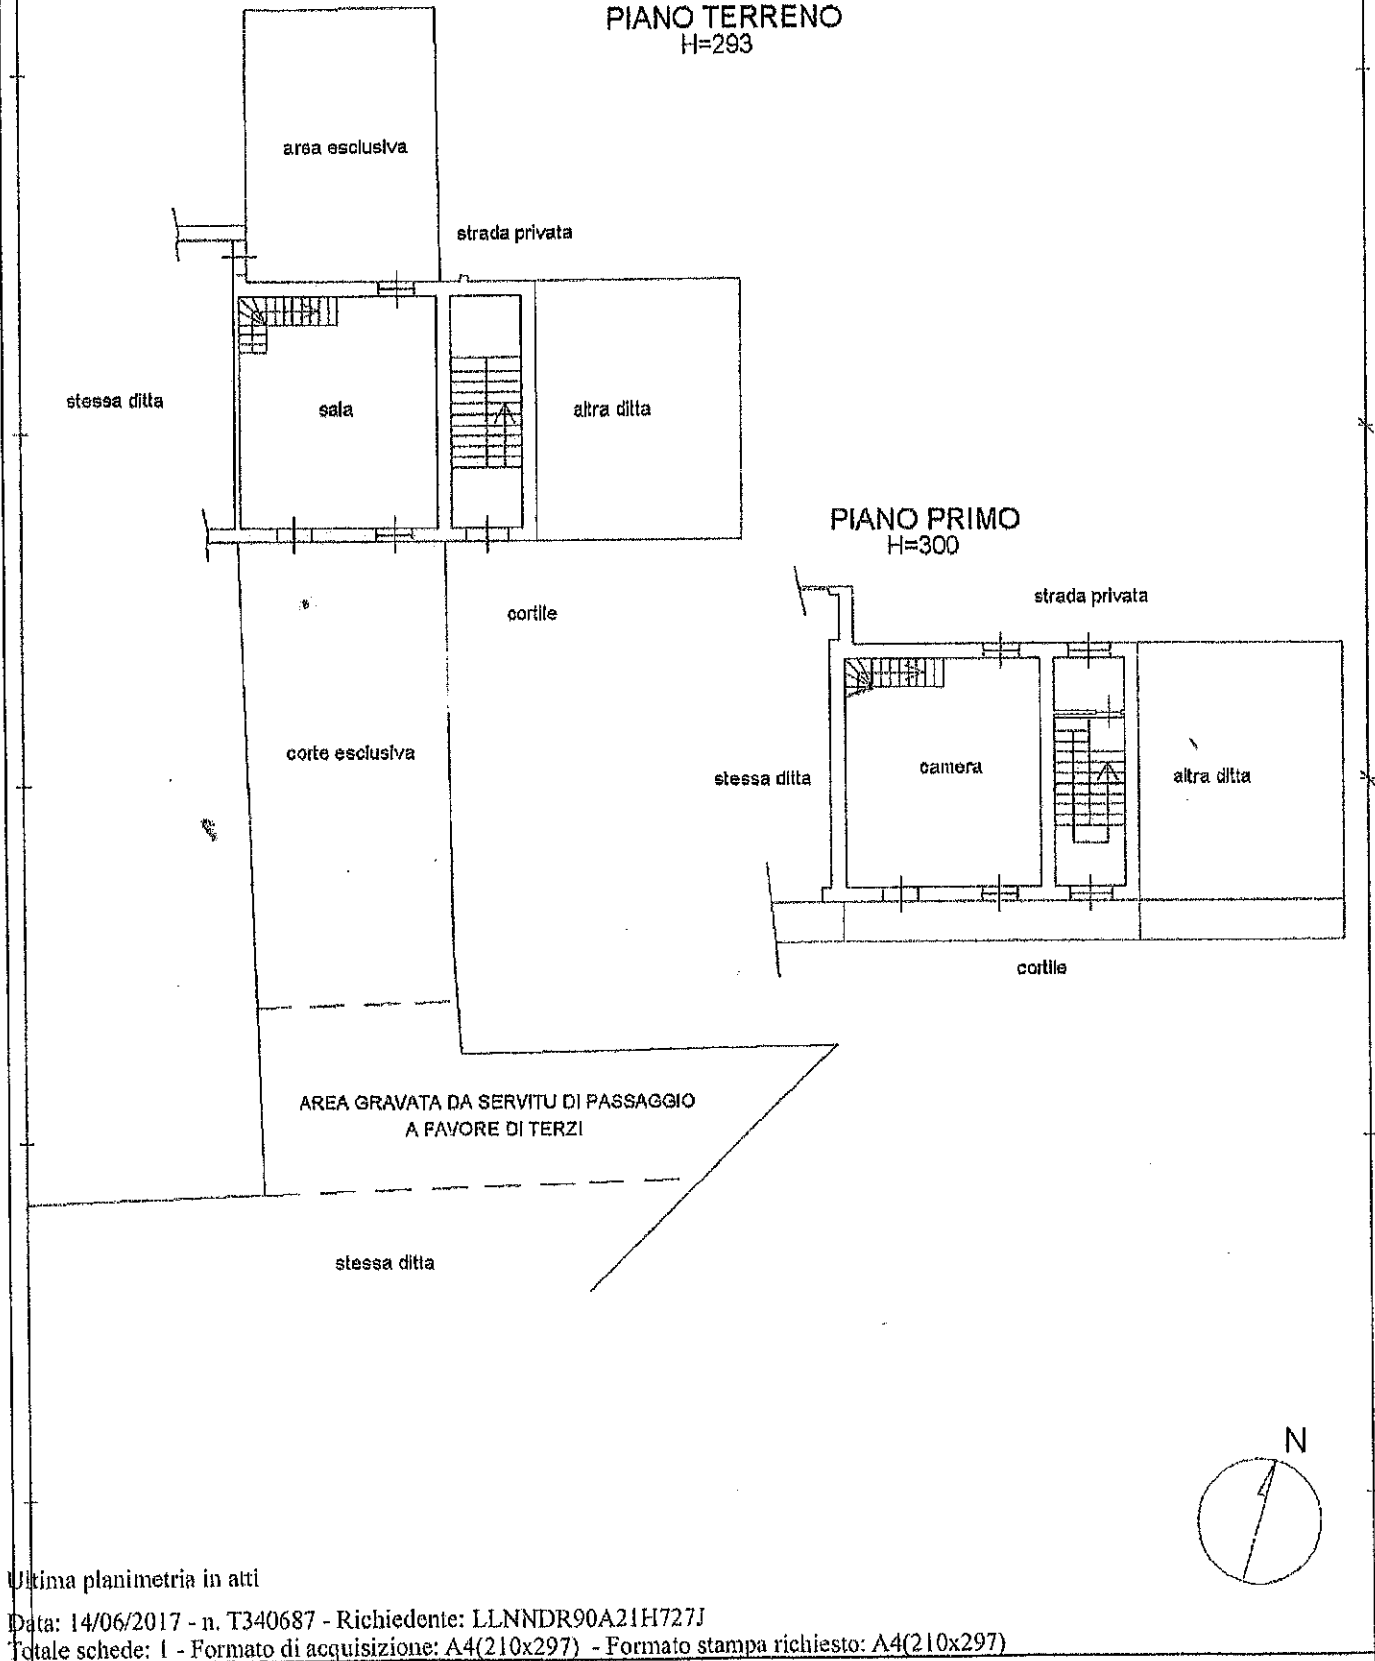 PIANO TERRENO
H=293
area esclusiva
strada privata
stessa ditta
sala
altra ditta
cortile
corte esclusiva
PIANO PRIMO
H=300
strada privata
stessa ditta
camera
altra ditta
cortile
AREA GRAVATA DA SERVITU DI PASSAGGIO
A FAVORE DI TERZI
stessa ditta
N
Ultima planimetria in atti
Data: 14/06/2017 - n. T340687 - Richiedente: LLNNDR90A21H727J
Totale schede: 1 - Formato di acquisizione: A4(210x297) - Formato stampa richiesto: A4(210x297)